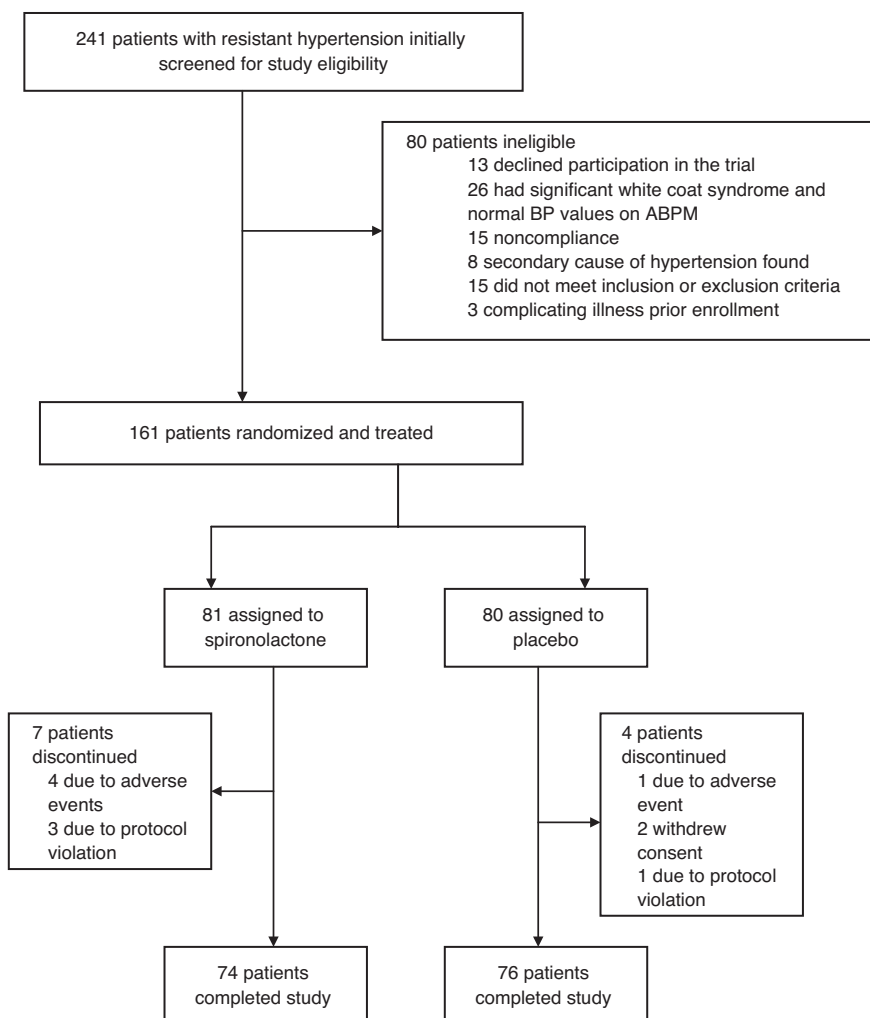 241 patients with resistant hypertension initially
screened for study eligibility
80 patients ineligible
13 declined participation in the trial
26 had significant white coat syndrome and
normal BP values on ABPM
15 noncompliance
8 secondary cause of hypertension found
15 did not meet inclusion or exclusion criteria
3 complicating illness prior enrollment
161 patients randomized and treated
81 assigned to
spironolactone
80 assigned to
placebo
7 patients
discontinued
4 due to adverse
events
3 due to protocol
violation
4 patients
discontinued
1 due to adverse
event
2 withdrew
consent
1 due to protocol
violation
74 patients
completed study
76 patients
completed study